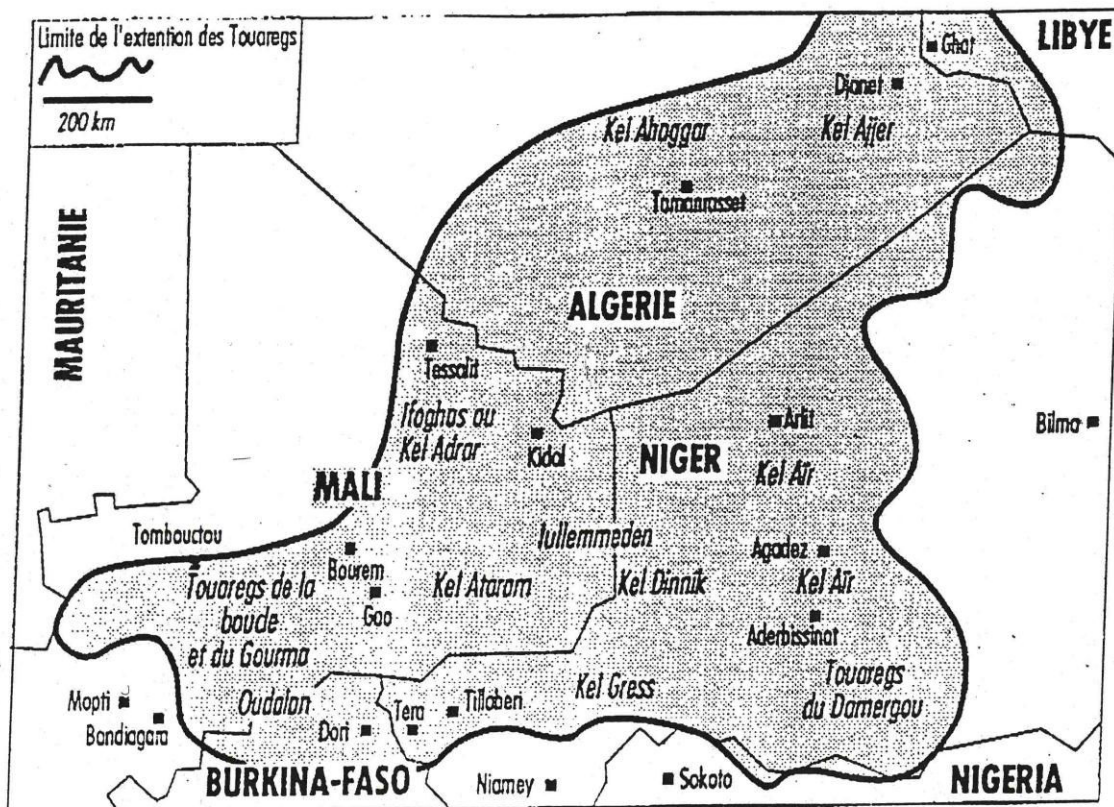 Limite de l'extention des Touaregs
200 km
LIBYE
Ghat
Djanet
Kel Ahaggar
Kel Ajjer
Tamanrasset
MAURITANIE
ALGERIE
Tessalit
Ifoghas ou
Kel Adrar
Kidal
Arlit
Bilma
NIGER
Kel Aïr
MALI
Tombouctou
Iullemmeden
Bourem
Agadez
Touaregs de la
boucle
et du Gourma
Gao
Kel Ataram
Kel Dinnik
Kel Aïr
Aderbissinat
Touaregs
du Damergou
Kel Gress
Mopti
Bandiagara
Oudalan
Dori
Tera
Tillaberi
BURKINA-FASO
Niamey
Sokoto
NIGERIA